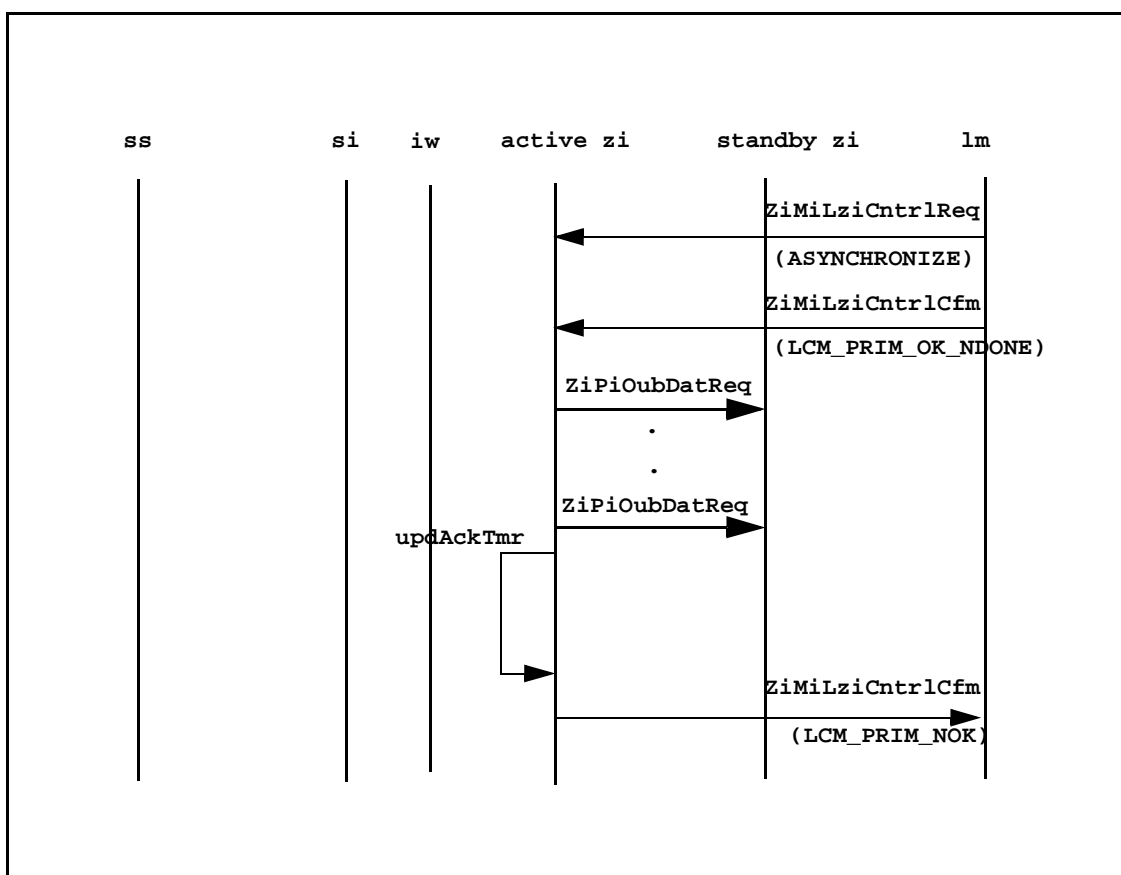 ss si iw active zi standby zi lm
ZiMiLziCntrlReq
(ASYNCHRONIZE)
ZiMiLziCntrlCfm
(LCM_PRIM_OK_NDONE)
ZiPiOubDatReq
.
.
ZiPiOubDatReq
updAckTmr
ZiMiLziCntrlCfm
(LCM_PRIM_NOK)